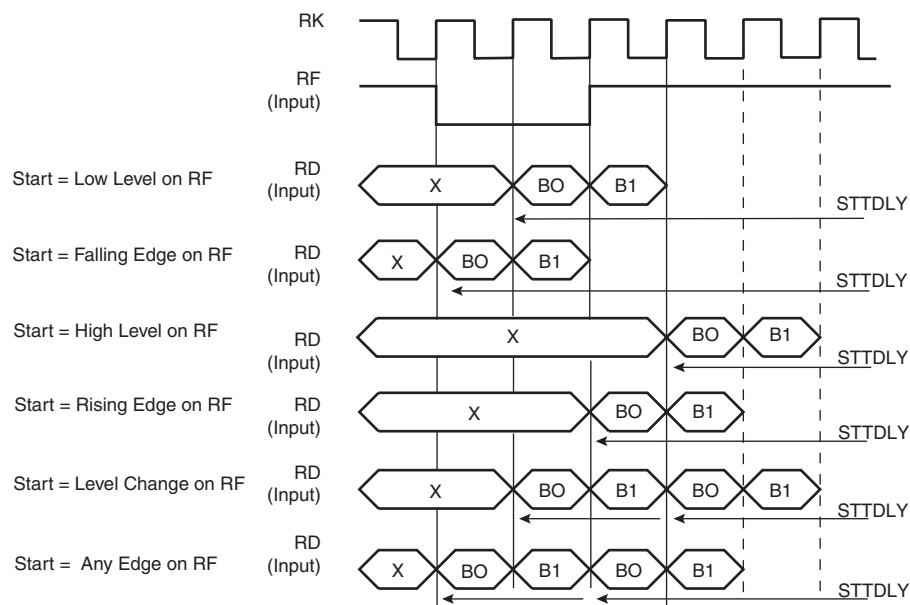 RK
RF
(Input)
Start = Low Level on RF
RD
(Input)
X
BO
B1
STTDLY
Start = Falling Edge on RF
RD
(Input)
X
BO
B1
STTDLY
Start = High Level on RF
RD
(Input)
X
BO
B1
STTDLY
Start = Rising Edge on RF
RD
(Input)
X
BO
B1
STTDLY
Start = Level Change on RF
RD
(Input)
X
BO
B1
BO
B1
STTDLY
Start = Any Edge on RF
RD
(Input)
X
BO
B1
BO
B1
STTDLY